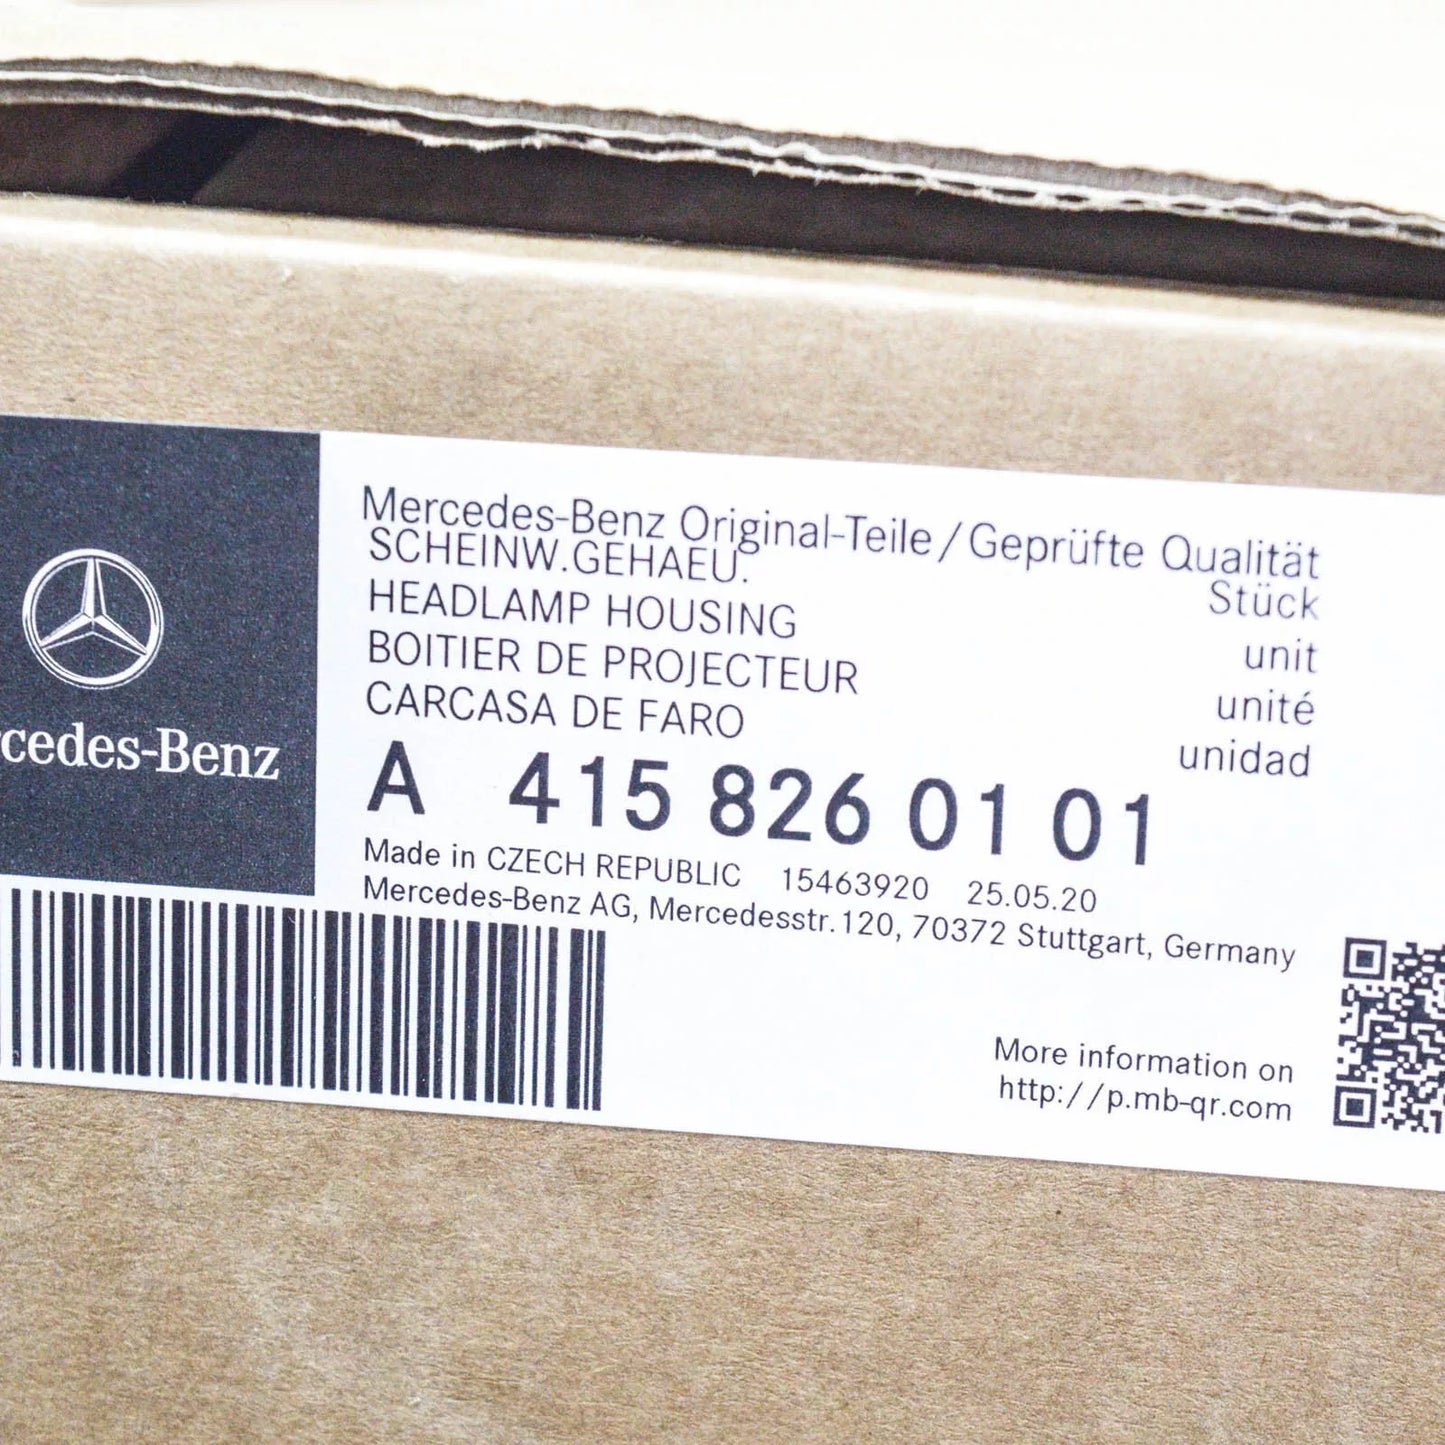 Mercedes-Benz Original-Teile / Geprüfte Qualität
SCHEINW.GEHAEU. Stück
HEADLAMP HOUSING unit
BOITIER DE PROJECTEUR unité
CARCASA DE FARO unidad
rcedes-Benz
A 415 826 01 01
Made in CZECH REPUBLIC 15463920 25.05.20
Mercedes-Benz AG, Mercedesstr.120, 70372 Stuttgart, Germany
More information on
http://p.mb-qr.com